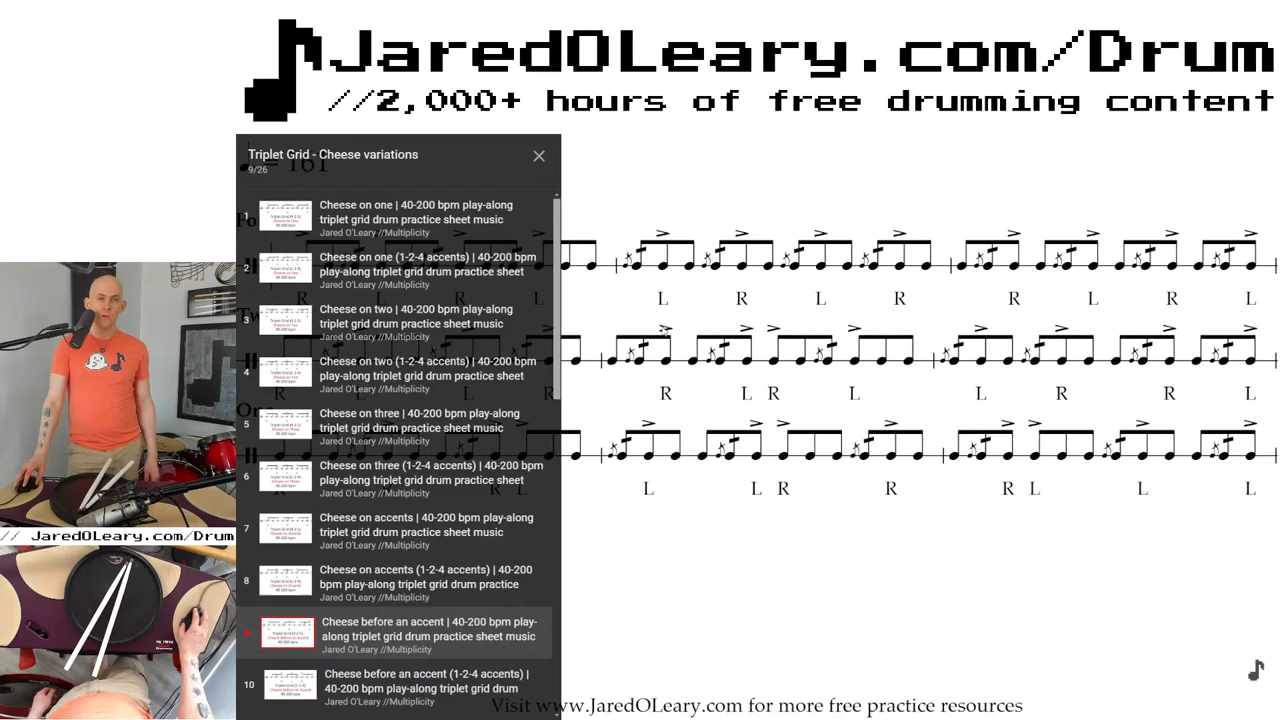 JaredOLeary.com/Drum
//2,000+ hours of free drumming content
Triplet Grid - Cheese variations
9/26
= 161
1
Cheese on one | 40-200 bpm play-along
triplet grid drum practice sheet music
Jared O'Leary //Multiplicity
2
Cheese on one (1-2-4 accents) | 40-200 bpm
play-along triplet grid drum practice sheet
Jared O'Leary //Multiplicity
3
Cheese on two | 40-200 bpm play-along
triplet grid drum practice sheet music
Jared O'Leary //Multiplicity
4
Cheese on two (1-2-4 accents) | 40-200 bpm
play-along triplet grid drum practice sheet
Jared O'Leary //Multiplicity
5
Cheese on three | 40-200 bpm play-along
triplet grid drum practice sheet music
Jared O'Leary //Multiplicity
6
Cheese on three (1-2-4 accents) | 40-200 bpm
play-along triplet grid drum practice sheet
Jared O'Leary //Multiplicity
7
Cheese on accents | 40-200 bpm play-along
triplet grid drum practice sheet music
Jared O'Leary //Multiplicity
8
Cheese on accents (1-2-4 accents) | 40-200
bpm play-along triplet grid drum practice
Jared O'Leary //Multiplicity
Cheese before an accent | 40-200 bpm play-
along triplet grid drum practice sheet music
Jared O'Leary //Multiplicity
10
Cheese before an accent (1-2-4 accents) |
40-200 bpm play-along triplet grid drum
Jared O'Leary //Multiplicity
R L R L L R L R R L R L
R R L R L L R R
R L L L R L R R L L L
// JaredOLeary.com/Drum
Visit www.JaredOLeary.com for more free practice resources